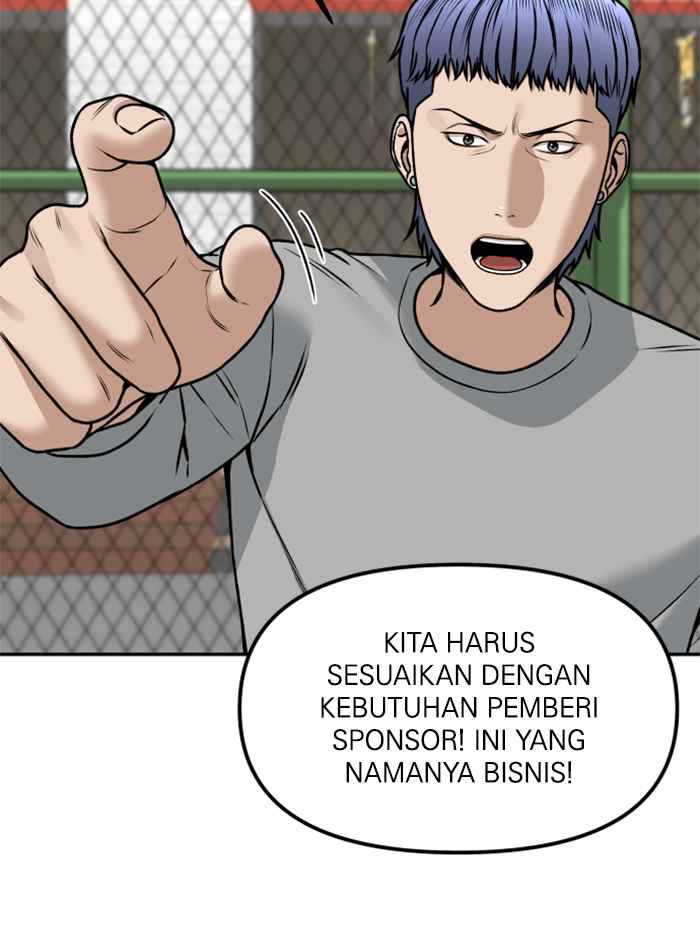 KITA HARUS
SESUAIKAN DENGAN
KEBUTUHAN PEMBERI
SPONSOR! INI YANG
NAMANYA BISNIS!